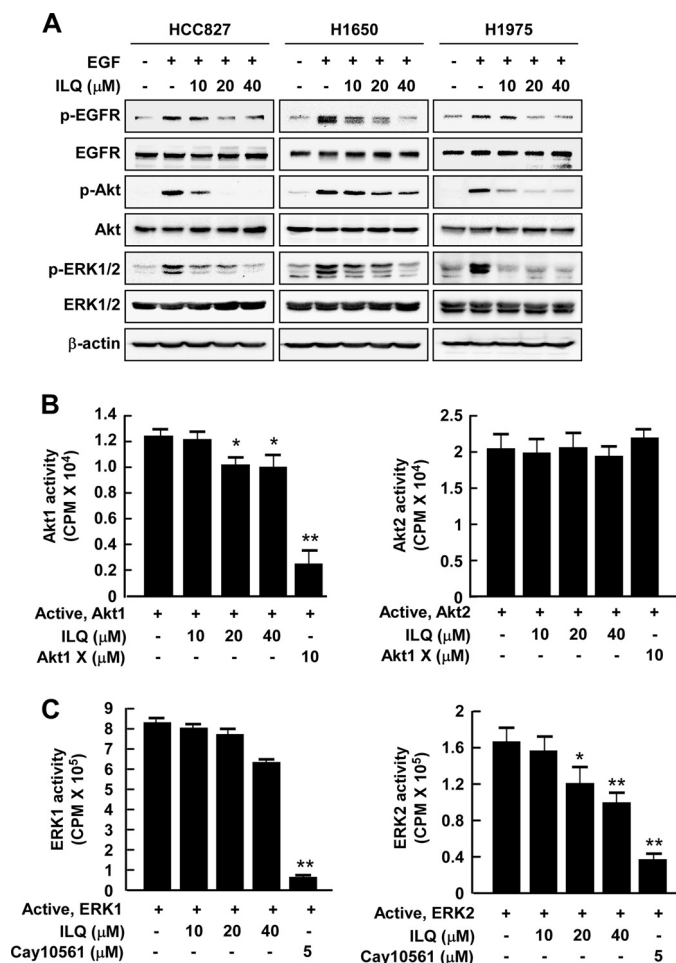 A
HCC827 H1650 H1975
EGF - + + + + - + + + + - + + + +
ILQ (μM) - - 10 20 40 - - 10 20 40 - - 10 20 40
p-EGFR
EGFR
p-Akt
Akt
p-ERK1/2
ERK1/2
β-actin
B
Akt1 activity
(CPM X 10⁴)
1.4
1.2
1.0
0.8
0.6
0.4
0.2
0
* * **
Active, Akt1 + + + + +
ILQ (μM) - 10 20 40 -
Akt1 X (μM) - - - - 10
Akt2 activity
(CPM X 10⁴)
2.5
2
1.5
1
0.5
0
Active, Akt2 + + + + +
ILQ (μM) - 10 20 40 -
Akt1 X (μM) - - - - 10
C
ERK1 activity
(CPM X 10⁵)
9
8
7
6
5
4
3
2
1
0
**
Active, ERK1 + + + + +
ILQ (μM) - 10 20 40 -
Cay10561 (μM) - - - - 5
ERK2 activity
(CPM X 10⁵)
2
1.6
1.2
0.8
0.4
0
* ** **
Active, ERK2 + + + + +
ILQ (μM) - 10 20 40 -
Cay10561 (μM) - - - - 5